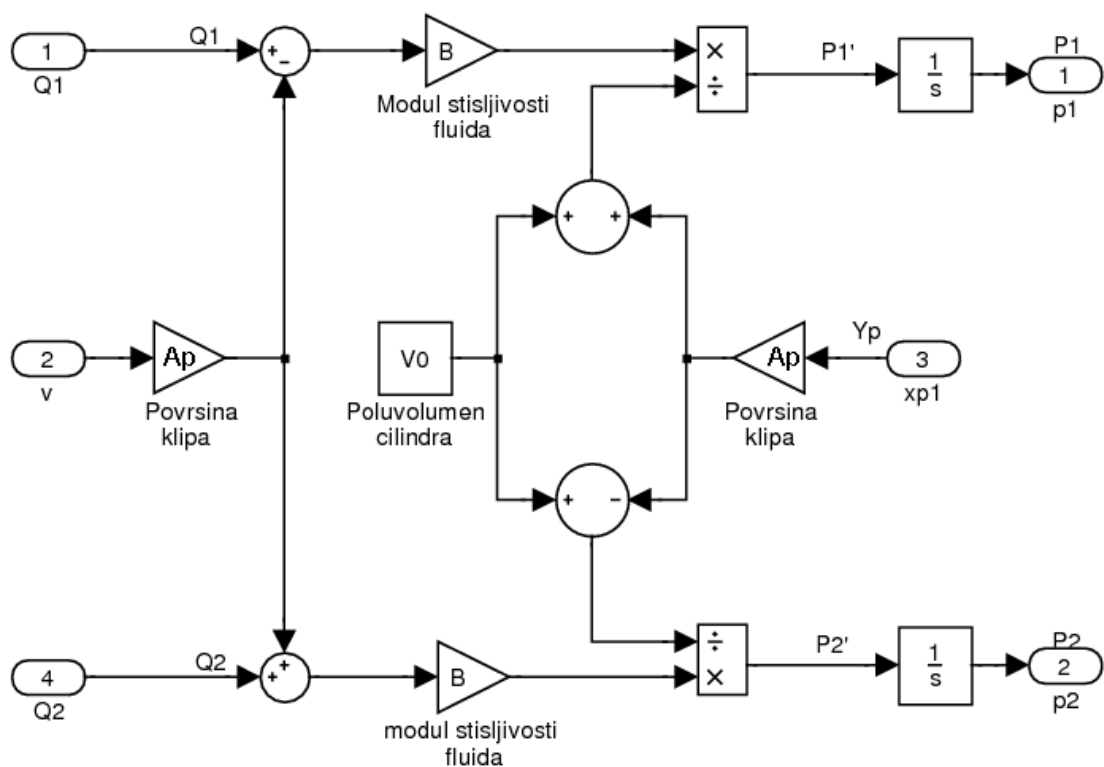 1
Q1
Q1
+
−
B
Modul stisljivosti
fluida
×
÷
P1'
1
s
P1
1
p1
+
+
2
v
Ap
Povrsina
klipa
V0
Poluvolumen
cilindra
Ap
Povrsina
klipa
Yp
3
xp1
+
−
4
Q2
Q2
+
+
B
modul stisljivosti
fluida
÷
×
P2'
1
s
P2
2
p2